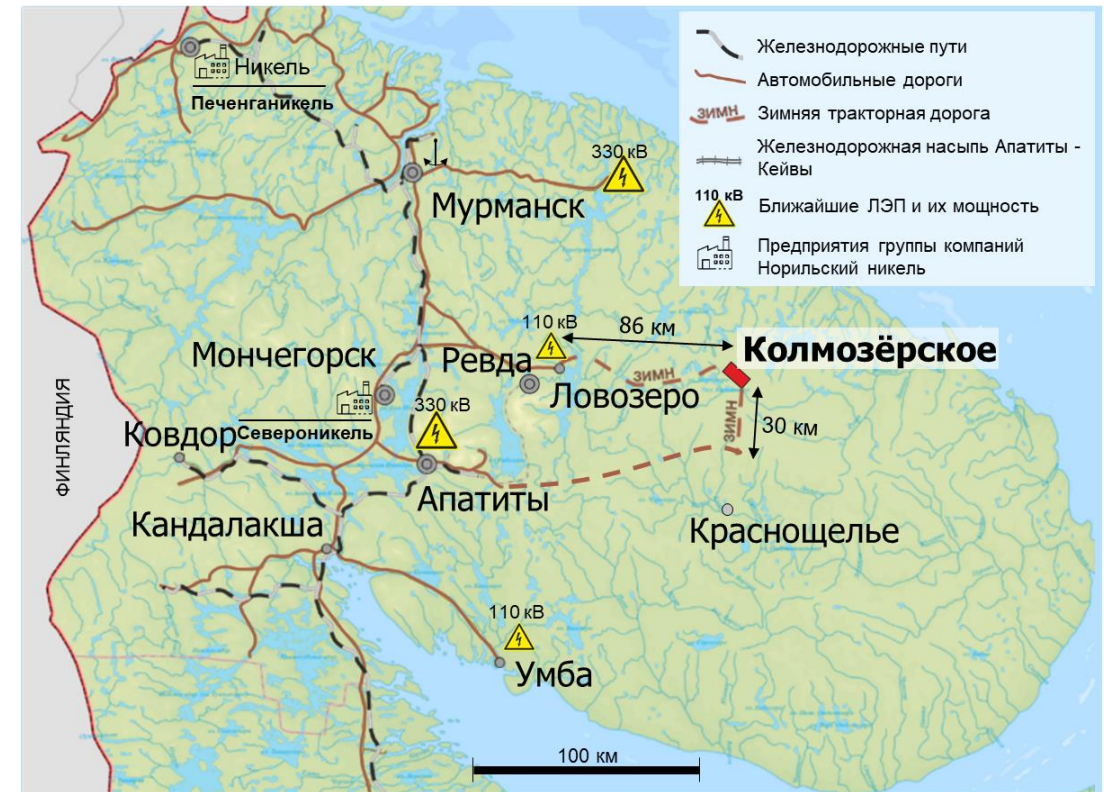 Железнодорожные пути
Автомобильные дороги
ЗИМН
Зимняя тракторная дорога
Железнодорожная насыпь Апатиты -
Кейвы
110 кВ
Ближайшие ЛЭП и их мощность
Предприятия группы компаний
Норильский никель
Никель
Печенганикель
330 кВ
Мурманск
110 кВ
86 км
Колмозёрское
Мончегорск
Ревда
ЗИМН
Ловозеро
330 кВ
ЗИМН
30 км
Ковдор
Североникель
ФИНЛЯНДИЯ
Апатиты
Кандалакша
Краснощелье
110 кВ
Умба
100 км